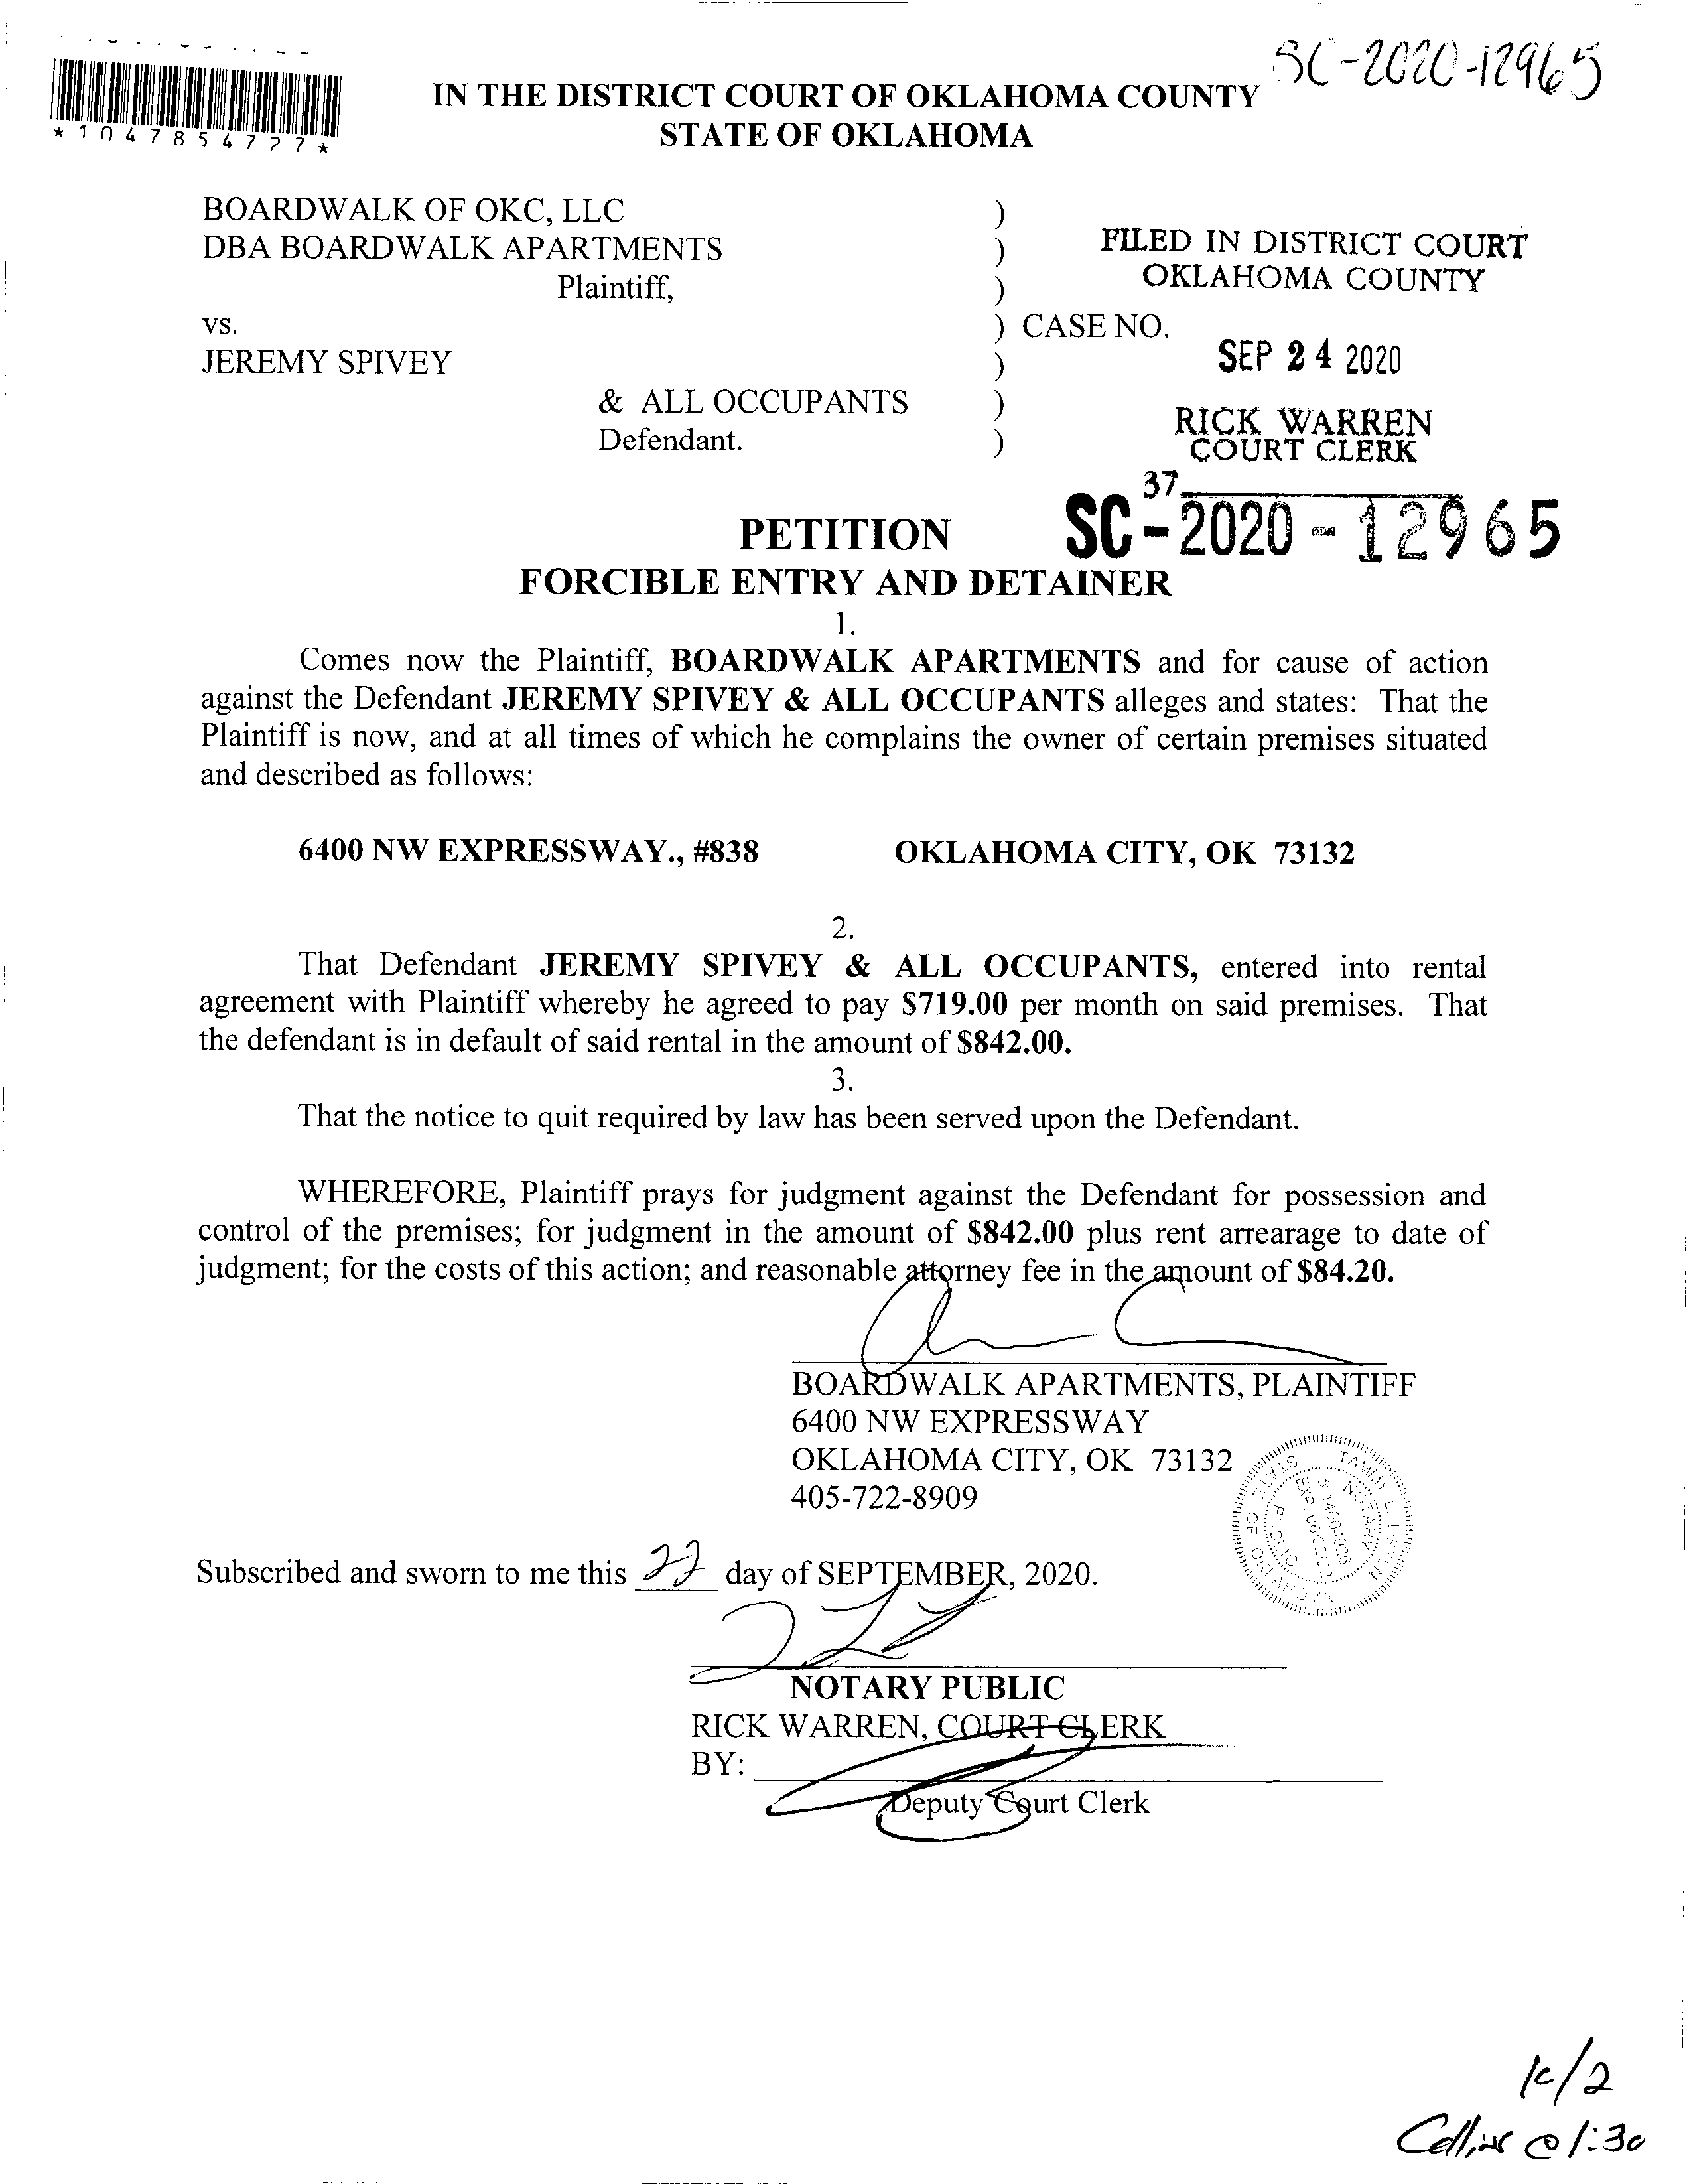 SC-2020-12965
IN THE DISTRICT COURT OF OKLAHOMA COUNTY
STATE OF OKLAHOMA
BOARDWALK OF OKC, LLC )
DBA BOARDWALK APARTMENTS )
Plaintiff, )
vs. ) CASE NO.
JEREMY SPIVEY )
& ALL OCCUPANTS )
Defendant. )
FILED IN DISTRICT COURT
OKLAHOMA COUNTY
SEP 24 2020
RICK WARREN
COURT CLERK
37
SC-2020-12965
PETITION
FORCIBLE ENTRY AND DETAINER
1.
Comes now the Plaintiff, BOARDWALK APARTMENTS and for cause of action
against the Defendant JEREMY SPIVEY & ALL OCCUPANTS alleges and states: That the
Plaintiff is now, and at all times of which he complains the owner of certain premises situated
and described as follows:
6400 NW EXPRESSWAY., #838 OKLAHOMA CITY, OK 73132
2.
That Defendant JEREMY SPIVEY & ALL OCCUPANTS, entered into rental
agreement with Plaintiff whereby he agreed to pay $719.00 per month on said premises. That
the defendant is in default of said rental in the amount of $842.00.
3.
That the notice to quit required by law has been served upon the Defendant.
WHEREFORE, Plaintiff prays for judgment against the Defendant for possession and
control of the premises; for judgment in the amount of $842.00 plus rent arrearage to date of
judgment; for the costs of this action; and reasonable attorney fee in the amount of $84.20.
BOARDWALK APARTMENTS, PLAINTIFF
6400 NW EXPRESSWAY
OKLAHOMA CITY, OK 73132
405-722-8909
Subscribed and sworn to me this 22 day of SEPTEMBER, 2020.
NOTARY PUBLIC
RICK WARREN, COURT CLERK
BY:
Deputy Court Clerk
@ 1:30